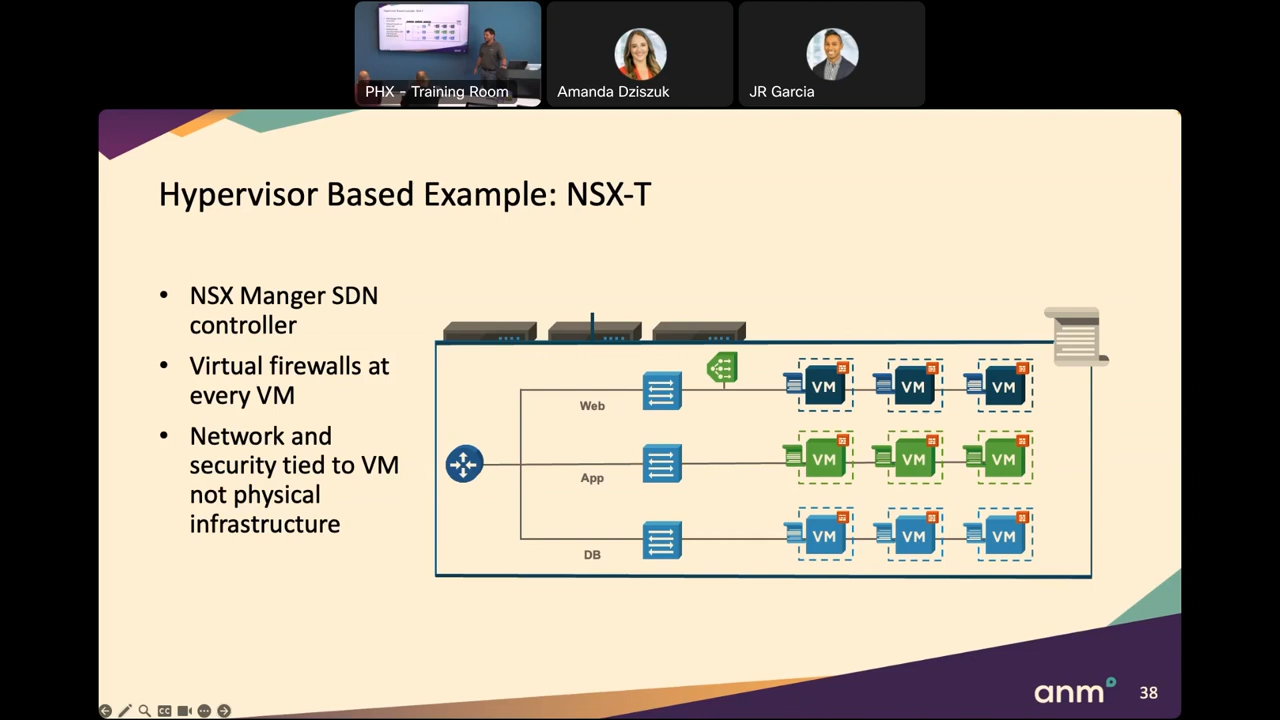 PHX - Training Room
Amanda Dziszuk
JR Garcia
Hypervisor Based Example: NSX-T
• NSX Manger SDN
controller
• Virtual firewalls at
every VM
• Network and
security tied to VM
not physical
infrastructure
Web
VM VM VM
App
VM VM VM
DB
VM VM VM
anm
38
CC